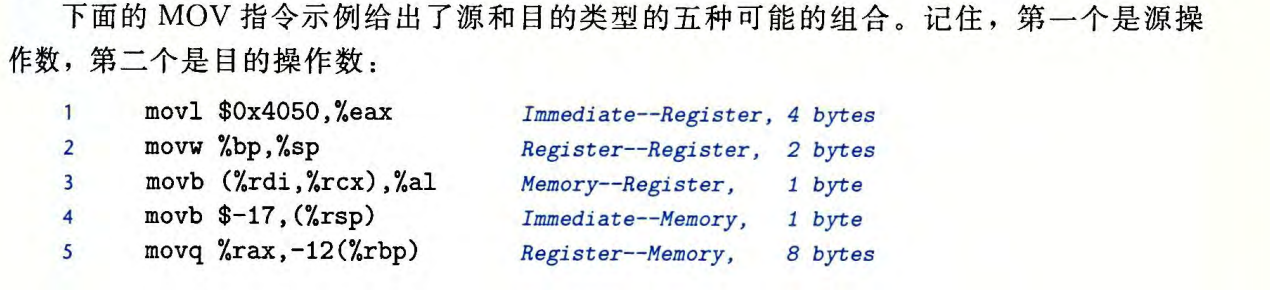 下面的 MOV 指令示例给出了源和目的类型的五种可能的组合。记住，第一个是源操
作数，第二个是目的操作数：
1 movl $0x4050,%eax Immediate--Register, 4 bytes
2 movw %bp,%sp Register--Register, 2 bytes
3 movb (%rdi,%rcx),%al Memory--Register, 1 byte
4 movb $-17,(%rsp) Immediate--Memory, 1 byte
5 movq %rax,-12(%rbp) Register--Memory, 8 bytes